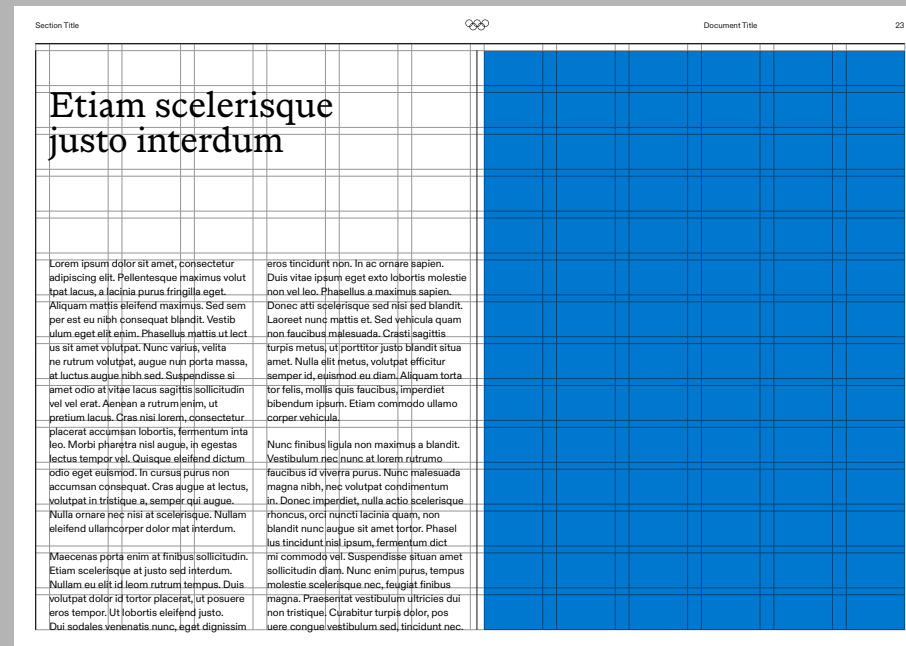 Section Title
Document Title
23
Etiam scelerisque
justo interdum
Lorem ipsum dolor sit amet, consectetur
adipiscing elit. Pellentesque maximus volut
tpat lacus, a lacinia purus fringilla eget.
Aliquam mattis eleifend maximus. Sed sem
per est eu nibh consequat blandit. Vestib
ulum eget elit enim. Phasellus mattis ut lect
us sit amet volutpat. Nunc varius, velita
ne rutrum volutpat, augue nun porta massa,
at luctus augue nibh sed. Suspendisse si
amet odio at vitae lacus sagittis sollicitudin
vel vel erat. Aenean a rutrum enim, ut
pretium lacus. Cras nisi lorem, consectetur
placerat accumsan lobortis, fermentum inta
leo. Morbi pharetra nisl augue, in egestas
lectus tempor vel. Quisque eleifend dictum
odio eget euismod. In cursus purus non
accumsan consequat. Cras augue at lectus,
volutpat in tristique a, semper qui augue.
Nulla ornare nec nisi at scelerisque. Nullam
eleifend ullamcorper dolor mat interdum.
Maecenas porta enim at finibus sollicitudin.
Etiam scelerisque at justo sed interdum.
Nullam eu elit id leom rutrum tempus. Duis
volutpat dolor id tortor placerat, ut posuere
eros tempor. Ut lobortis eleifend justo.
Dui sodales venenatis nunc, eget dignissim
eros tincidunt non. In ac ornare sapien.
Duis vitae ipsum eget exto lobortis molestie
non vel leo. Phasellus a maximus sapien.
Donec atti scelerisque sed nisi sed blandit.
Laoreet nunc mattis et. Sed vehicula quam
non faucibus malesuada. Crasti sagittis
turpis metus, ut porttitor justo blandit situa
amet. Nulla elit metus, volutpat efficitur
semper id, euismod eu diam. Aliquam torta
tor felis, mollis quis faucibus, imperdiet
bibendum ipsum. Etiam commodo ullamo
corper vehicula.
Nunc finibus ligula non maximus a blandit.
Vestibulum nec nunc at lorem rutrumo
faucibus id viverra purus. Nunc malesuada
magna nibh, nec volutpat condimentum
in. Donec imperdiet, nulla actio scelerisque
rhoncus, orci nuncti lacinia quam, non
blandit nunc augue sit amet tortor. Phasel
lus tincidunt nisl ipsum, fermentum dict
mi commodo vel. Suspendisse situan amet
sollicitudin diam. Nunc enim purus, tempus
molestie scelerisque nec, feugiat finibus
magna. Praesentat vestibulum ultricies dui
non tristique. Curabitur turpis dolor, pos
uere congue vestibulum sed, tincidunt nec.